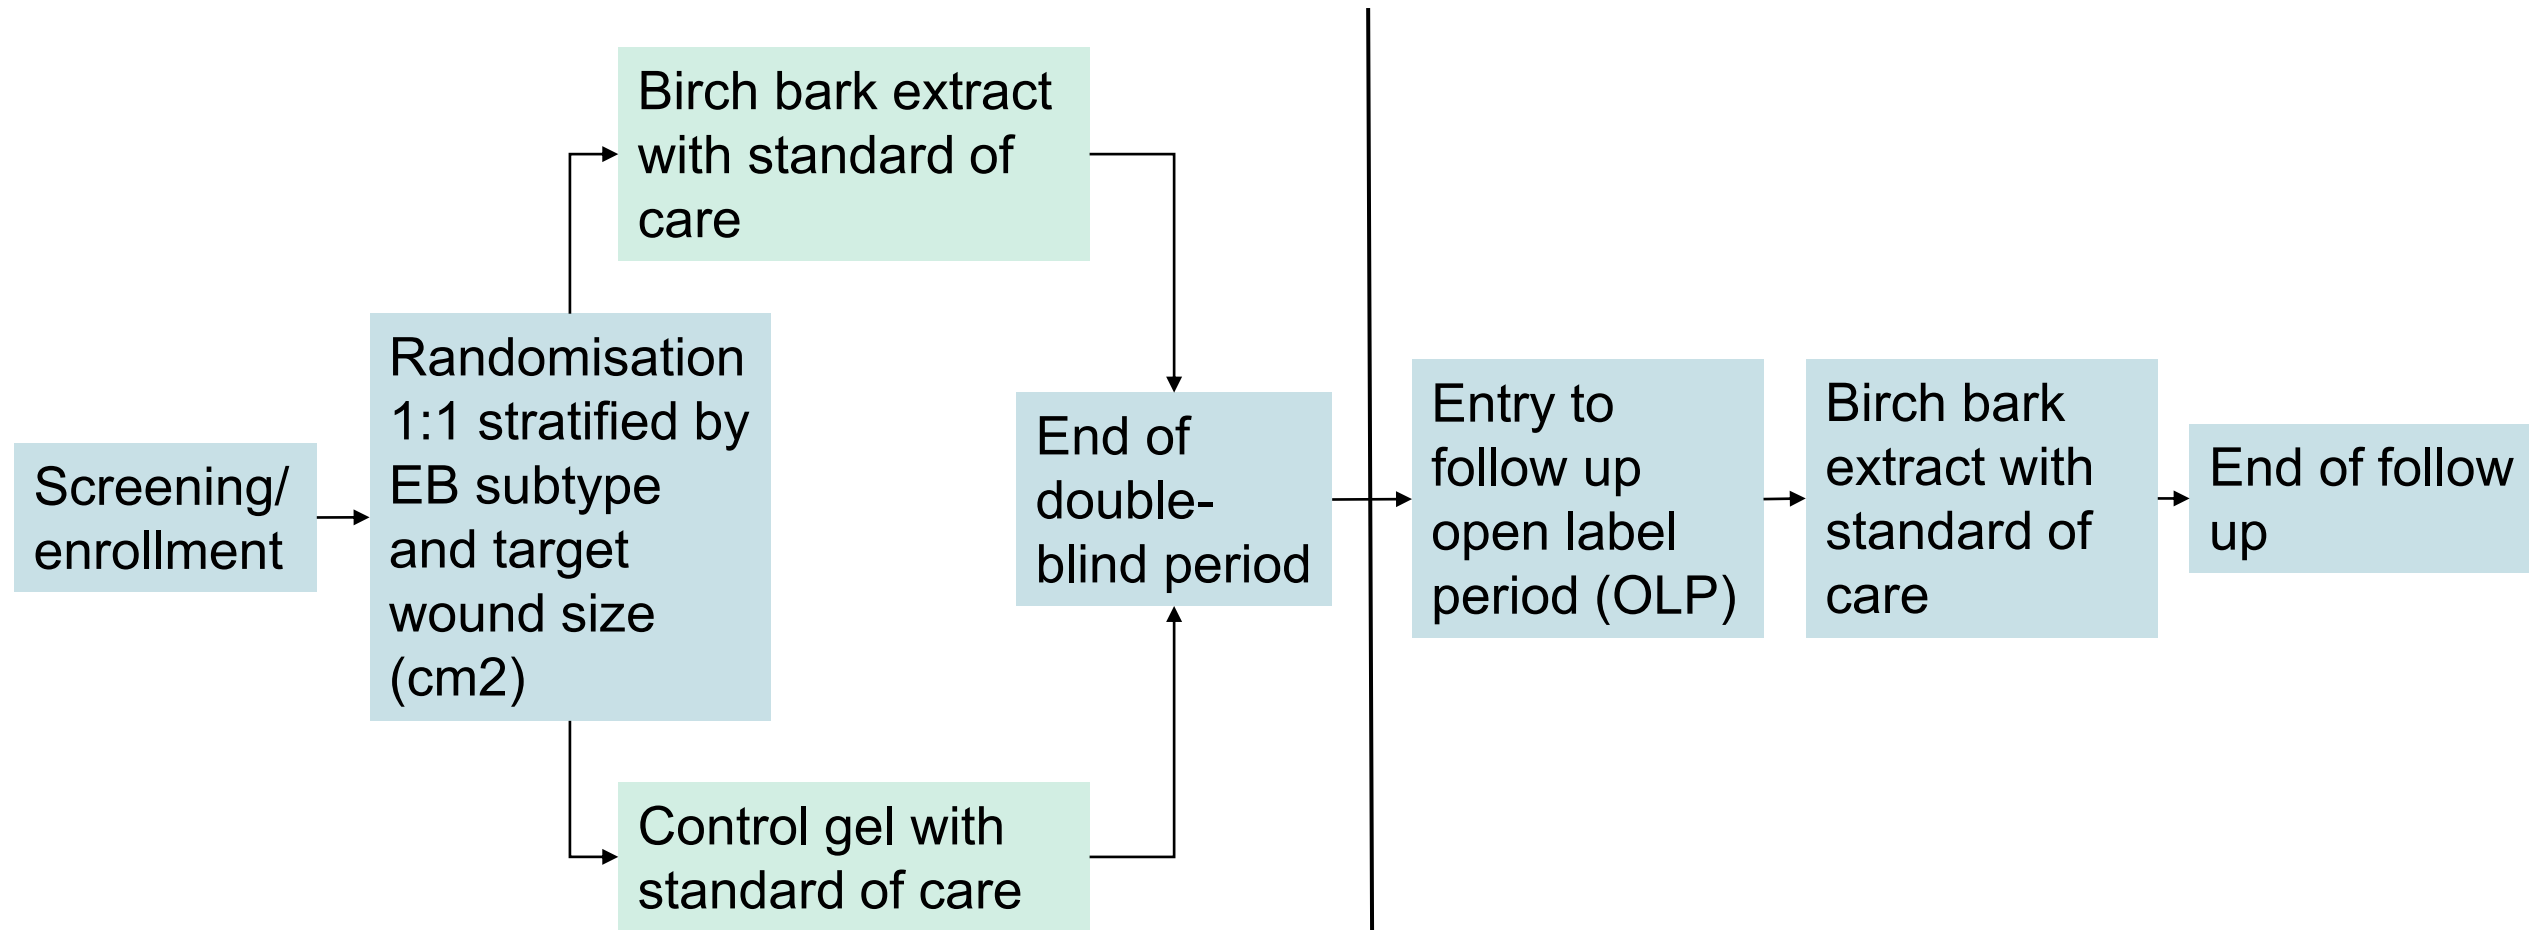 Screening/
enrollment
Randomisation
1:1 stratified by
EB subtype
and target
wound size
(cm2)
Birch bark extract
with standard of
care
Control gel with
standard of care
End of
double-
blind period
Entry to
follow up
open label
period (OLP)
Birch bark
extract with
standard of
care
End of follow
up